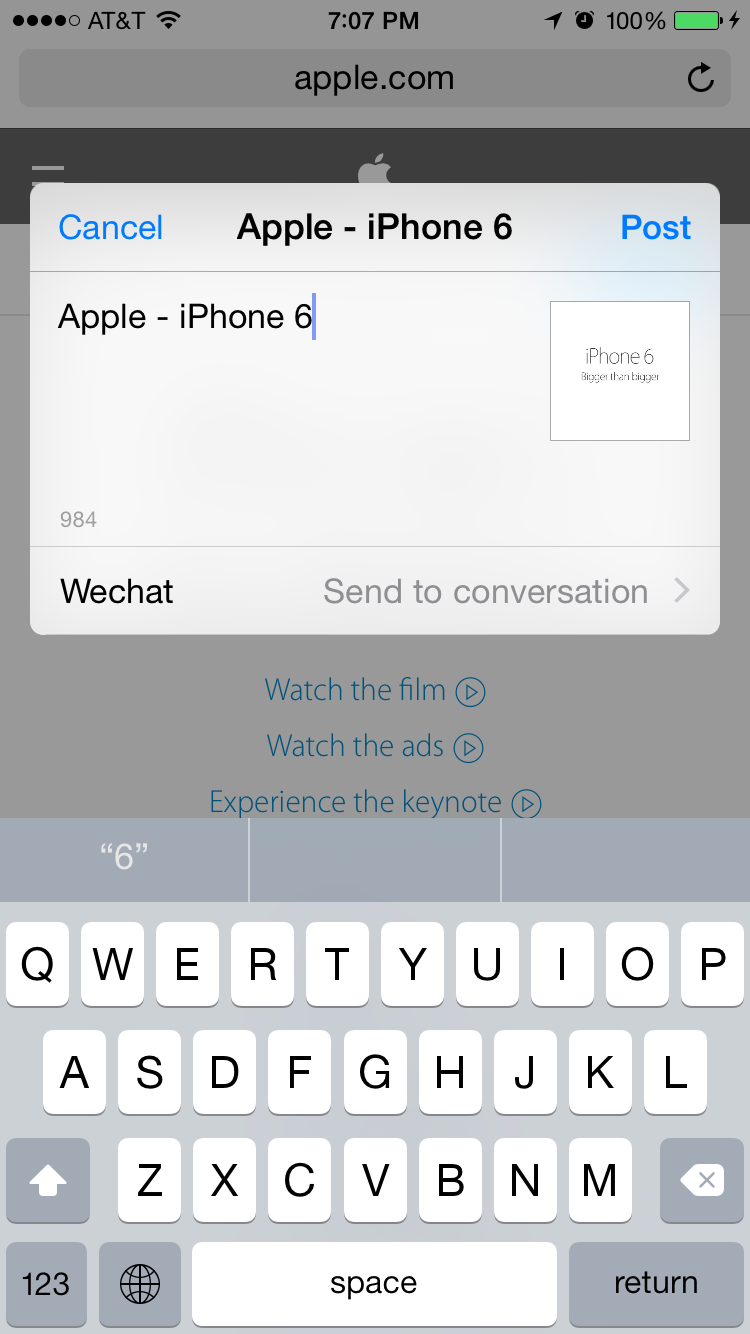 AT&T 7:07 PM 100%
apple.com
Cancel Apple - iPhone 6 Post
Apple - iPhone 6
iPhone 6
Bigger than bigger
984
Wechat Send to conversation
Watch the film
Watch the ads
Experience the keynote
“6”
Q W E R T Y U I O P
A S D F G H J K L
Z X C V B N M
123 space return